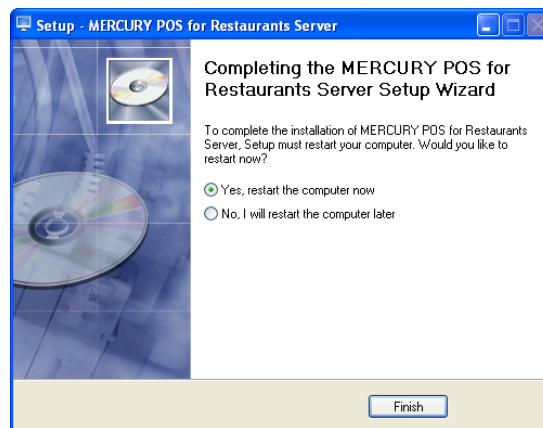 Setup - MERCURY POS for Restaurants Server
Completing the MERCURY POS for
Restaurants Server Setup Wizard
To complete the installation of MERCURY POS for Restaurants
Server, Setup must restart your computer. Would you like to
restart now?
Yes, restart the computer now
No, I will restart the computer later
Finish